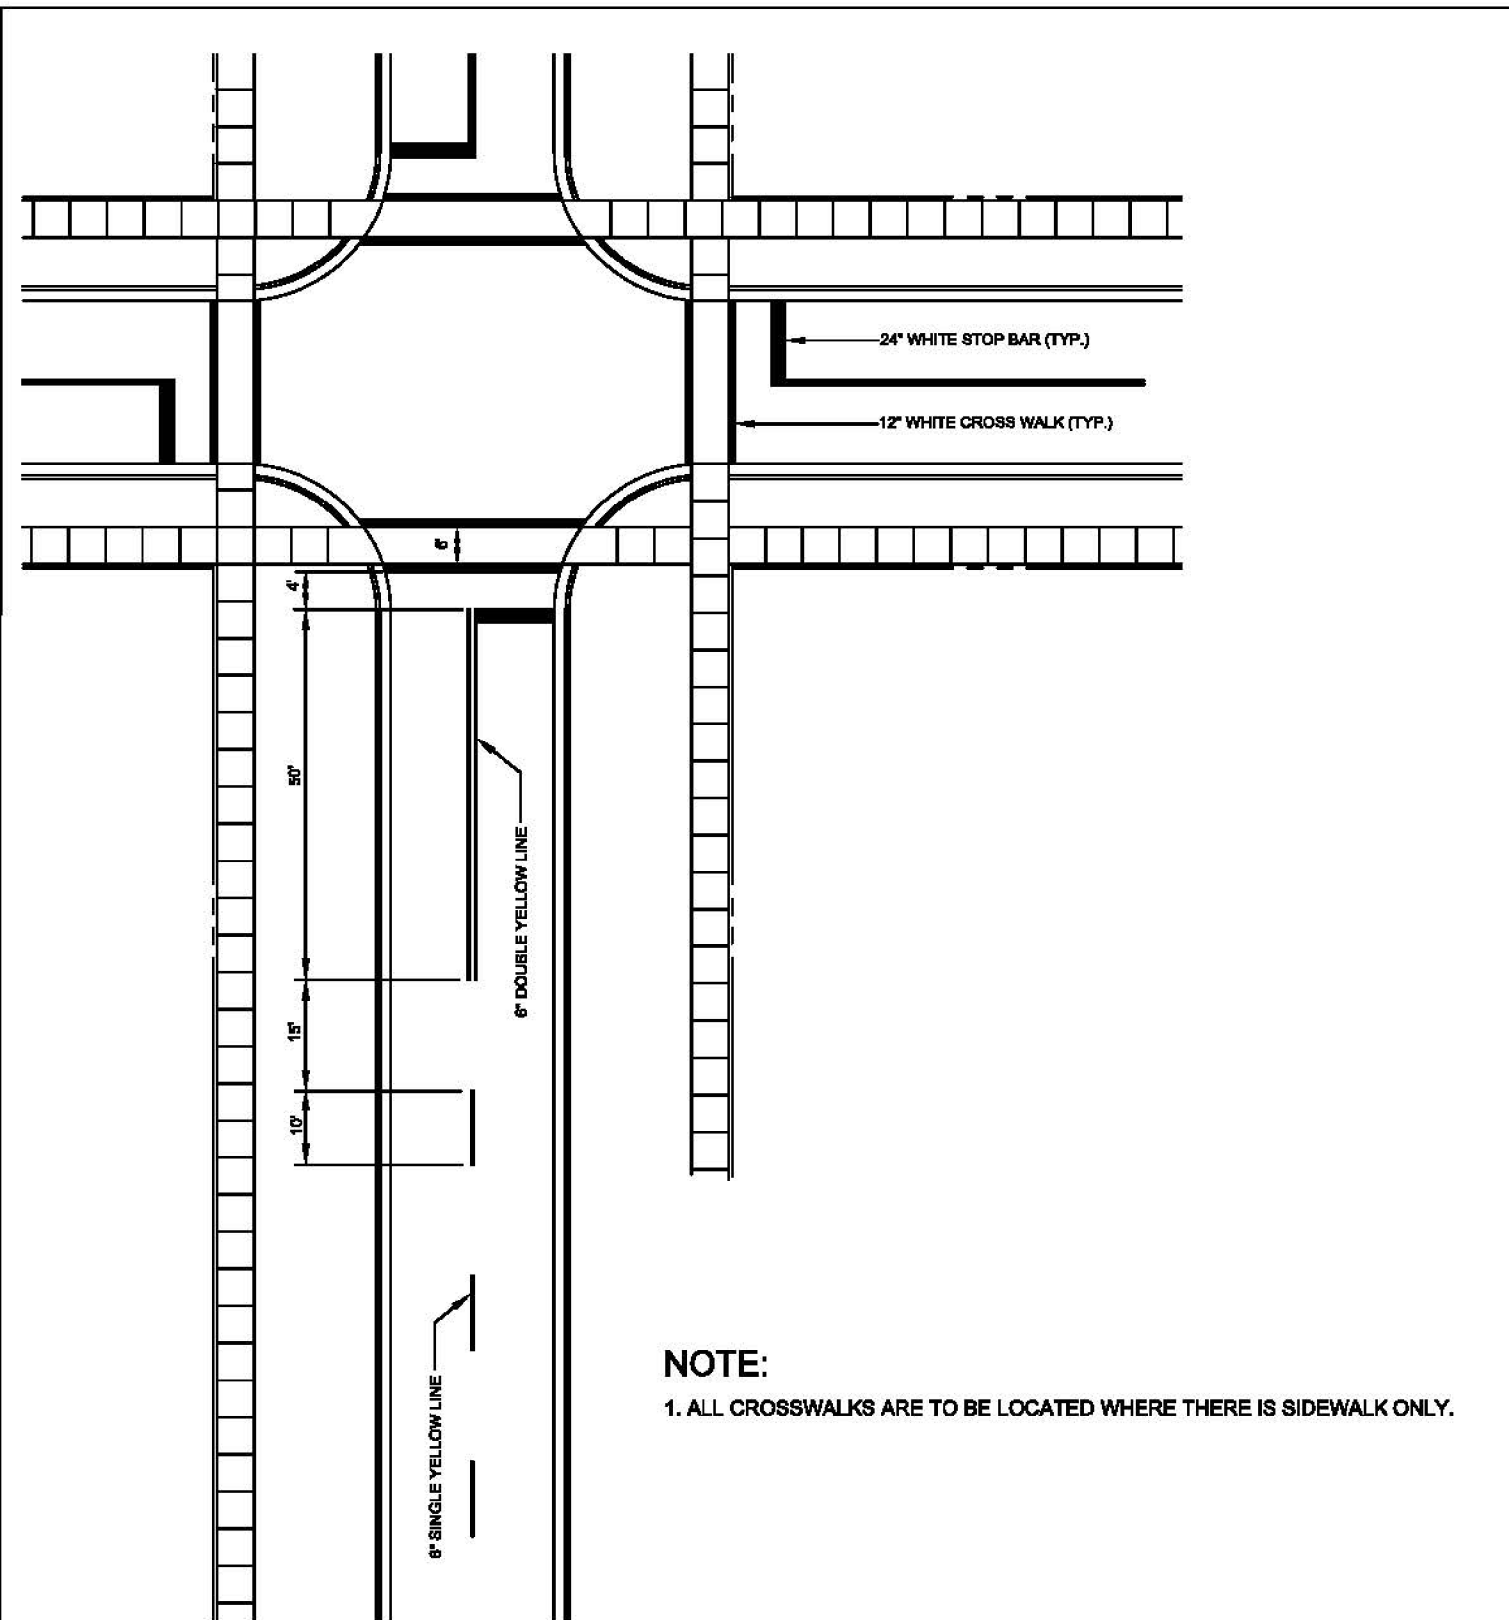 24" WHITE STOP BAR (TYP.)
12" WHITE CROSS WALK (TYP.)
6'
4'
50'
6" DOUBLE YELLOW LINE
15'
10'
6" SINGLE YELLOW LINE
NOTE:
1. ALL CROSSWALKS ARE TO BE LOCATED WHERE THERE IS SIDEWALK ONLY.